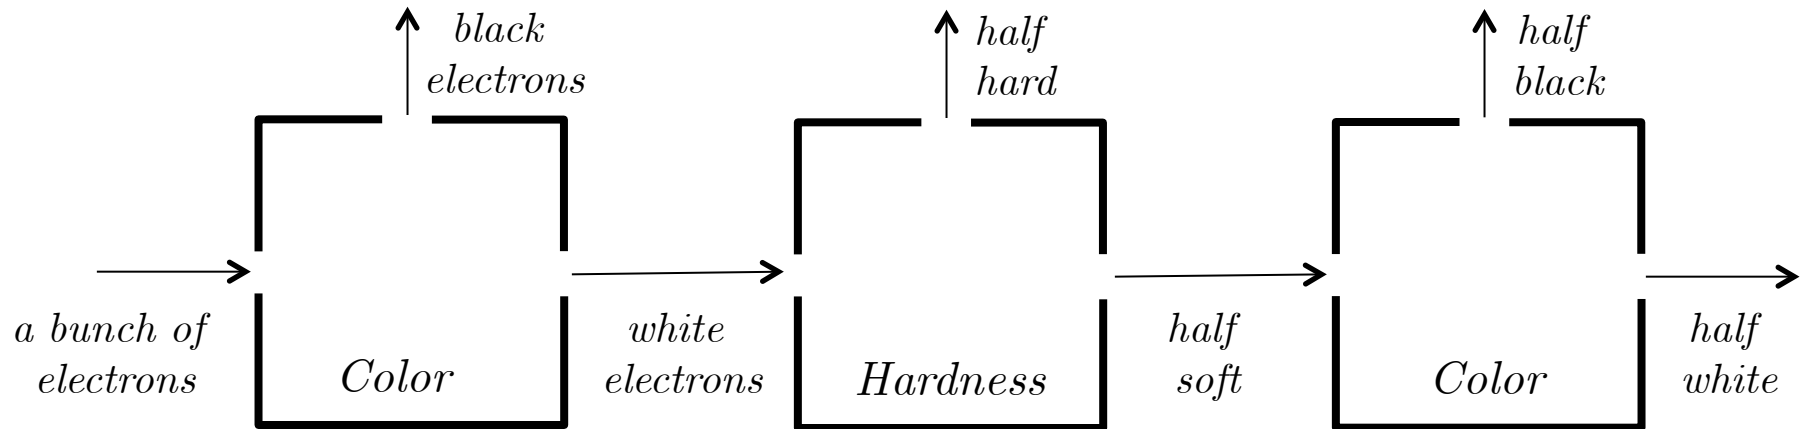 black
electrons
half
hard
half
black
a bunch of
electrons
Color
white
electrons
Hardness
half
soft
Color
half
white